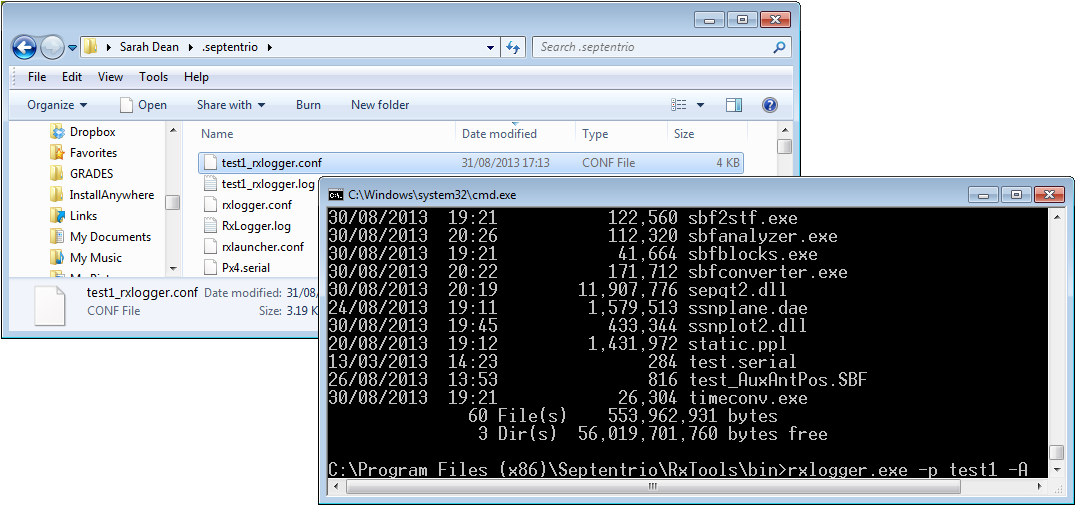 Sarah Dean .septentrio Search .septentrio
File Edit View Tools Help
Organize Open Share with Burn New folder
Name Date modified Type Size
Dropbox
Favorites
GRADES
InstallAnywhere
Links
My Documents
My Music
test1_rxlogger.conf 31/08/2013 17:13 CONF File 4 KB
test1_rxlogger.log
rxlogger.conf
RxLogger.log
rxlauncher.conf
Px4.serial
test1_rxlogger.conf Date modified: 31/08/
CONF File Size: 3.19 K
C:\Windows\system32\cmd.exe
30/08/2013 19:21 122,560 sbf2stf.exe
30/08/2013 20:26 112,320 sbfanalyzer.exe
30/08/2013 19:21 41,664 sbfblocks.exe
30/08/2013 20:22 171,712 sbfconverter.exe
30/08/2013 20:19 11,907,776 sepqt2.dll
24/08/2013 19:11 1,579,513 ssnplane.dae
30/08/2013 19:45 433,344 ssnplot2.dll
20/08/2013 19:12 1,431,972 static.ppl
13/03/2013 14:23 284 test.serial
26/08/2013 13:53 816 test_AuxAntPos.SBF
30/08/2013 19:21 26,304 timeconv.exe
60 File(s) 553,962,931 bytes
3 Dir(s) 56,019,701,760 bytes free
C:\Program Files (x86)\Septentrio\RxTools\bin>rxlogger.exe -p test1 -A